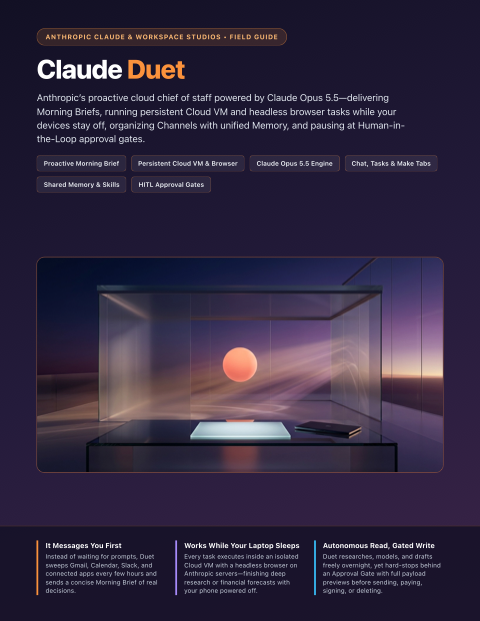 ANTHROPIC CLAUDE & WORKSPACE STUDIOS • FIELD GUIDE
Claude Duet
Anthropic's proactive cloud chief of staff powered by Claude Opus 5.5—delivering
Morning Briefs, running persistent Cloud VM and headless browser tasks while your
devices stay off, organizing Channels with unified Memory, and pausing at Human-in-
the-Loop approval gates.
Proactive Morning Brief
Persistent Cloud VM & Browser
Claude Opus 5.5 Engine
Chat, Tasks & Make Tabs
Shared Memory & Skills
HITL Approval Gates
It Messages You First
Instead of waiting for prompts, Duet
sweeps Gmail, Calendar, Slack, and
connected apps every few hours and
sends a concise Morning Brief of real
decisions.
Works While Your Laptop Sleeps
Every task executes inside an isolated
Cloud VM with a headless browser on
Anthropic servers—finishing deep
research or financial forecasts with
your phone powered off.
Autonomous Read, Gated Write
Duet researches, models, and drafts
freely overnight, yet hard-stops behind
an Approval Gate with full payload
previews before sending, paying,
signing, or deleting.